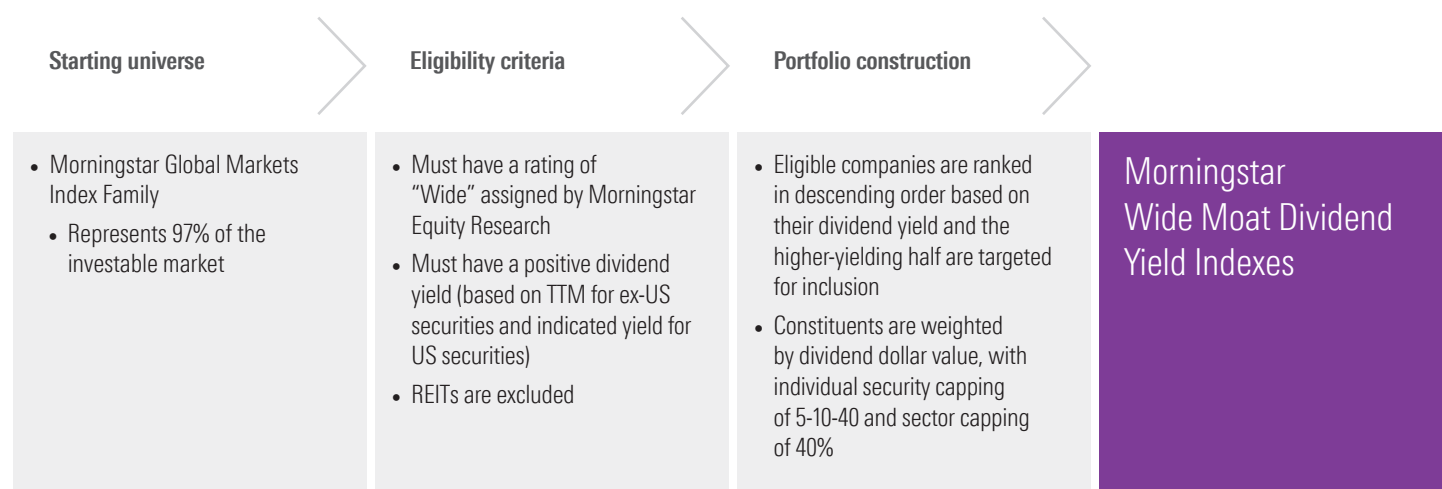 Starting universe
Eligibility criteria
Portfolio construction
• Morningstar Global Markets
Index Family
• Represents 97% of the
investable market
• Must have a rating of
“Wide” assigned by Morningstar
Equity Research
• Must have a positive dividend
yield (based on TTM for ex-US
securities and indicated yield for
US securities)
• REITs are excluded
• Eligible companies are ranked
in descending order based on
their dividend yield and the
higher-yielding half are targeted
for inclusion
• Constituents are weighted
by dividend dollar value, with
individual security capping
of 5-10-40 and sector capping
of 40%
Morningstar
Wide Moat Dividend
Yield Indexes